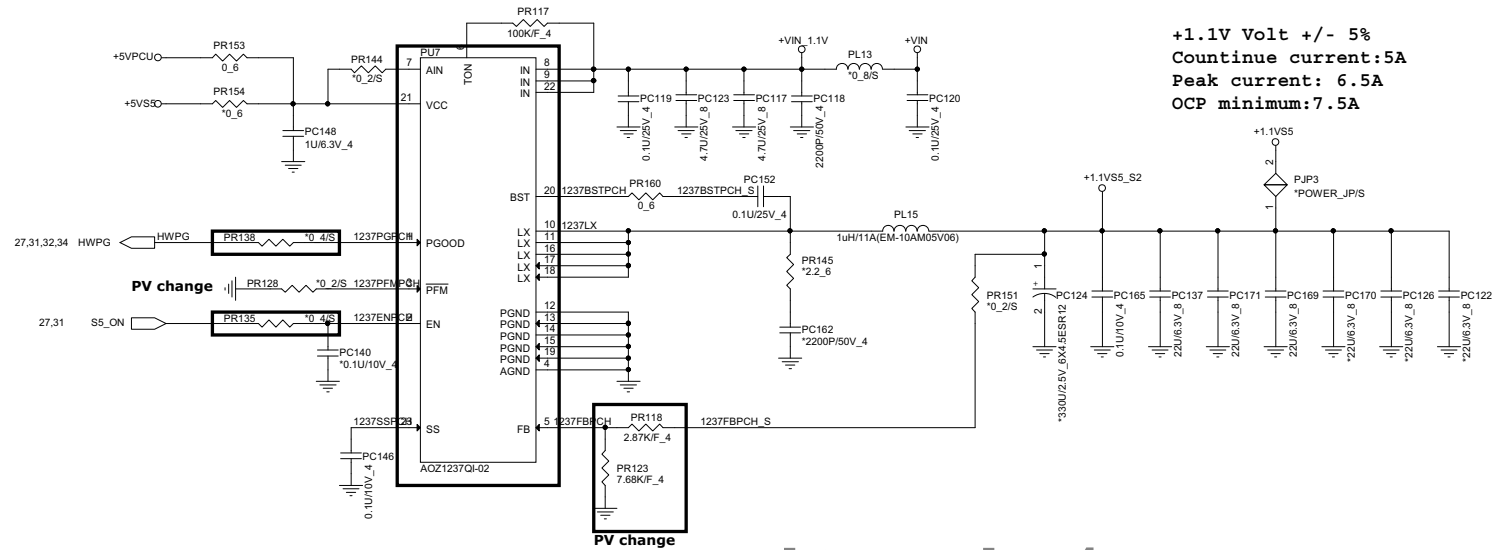 PR117
100K/F_4
+1.1V Volt +/- 5%
Countinue current:5A
Peak current: 6.5A
OCP minimum:7.5A
+5VPCU
PR153
0_6
PR144
*0_2/S
+5VS5
PR154
*0_6
PC148
1U/6.3V_4
PU7
7
AIN
TON
21
VCC
IN
8
IN
9
IN
22
+VIN_1.1V
PL13
*0_8/S
+VIN
PC119
0.1U/25V_4
PC123
4.7U/25V_8
PC117
4.7U/25V_8
PC118
2200P/50V_4
PC120
0.1U/25V_4
BST
20
1237BSTPCH
PR160
0_6
1237BSTPCH_S
PC152
0.1U/25V_4
+1.1VS5
2
PJP3
*POWER_JP/S
1
+1.1VS5_S2
LX
10
1237LX
LX
11
LX
16
LX
17
LX
18
PL15
1uH/11A(EM-10AM05V06)
PR145
*2.2_6
PC162
*2200P/50V_4
27,31,32,34
HWPG
HWPG
PR138
*0_4/S
PGOOD
PV change
PR128
*0_2/S
PFM
27,31
S5_ON
PR135
*0_4/S
EN
PC140
*0.1U/10V_4
PGND
12
PGND
13
PGND
14
PGND
15
PGND
19
AGND
4
PR151
*0_2/S
1
+
2
PC124
*330U/2.5V_6X4.5ESR12
PC165
0.1U/10V_4
PC137
22U/6.3V_8
PC171
22U/6.3V_8
PC169
22U/6.3V_8
PC170
*22U/6.3V_8
PC126
*22U/6.3V_8
PC122
*22U/6.3V_8
SS
PC146
0.1U/10V_4
FB
5
1237FBPCH
PR118
2.87K/F_4
1237FBPCH_S
PR123
7.68K/F_4
AOZ1237QI-02
PV change